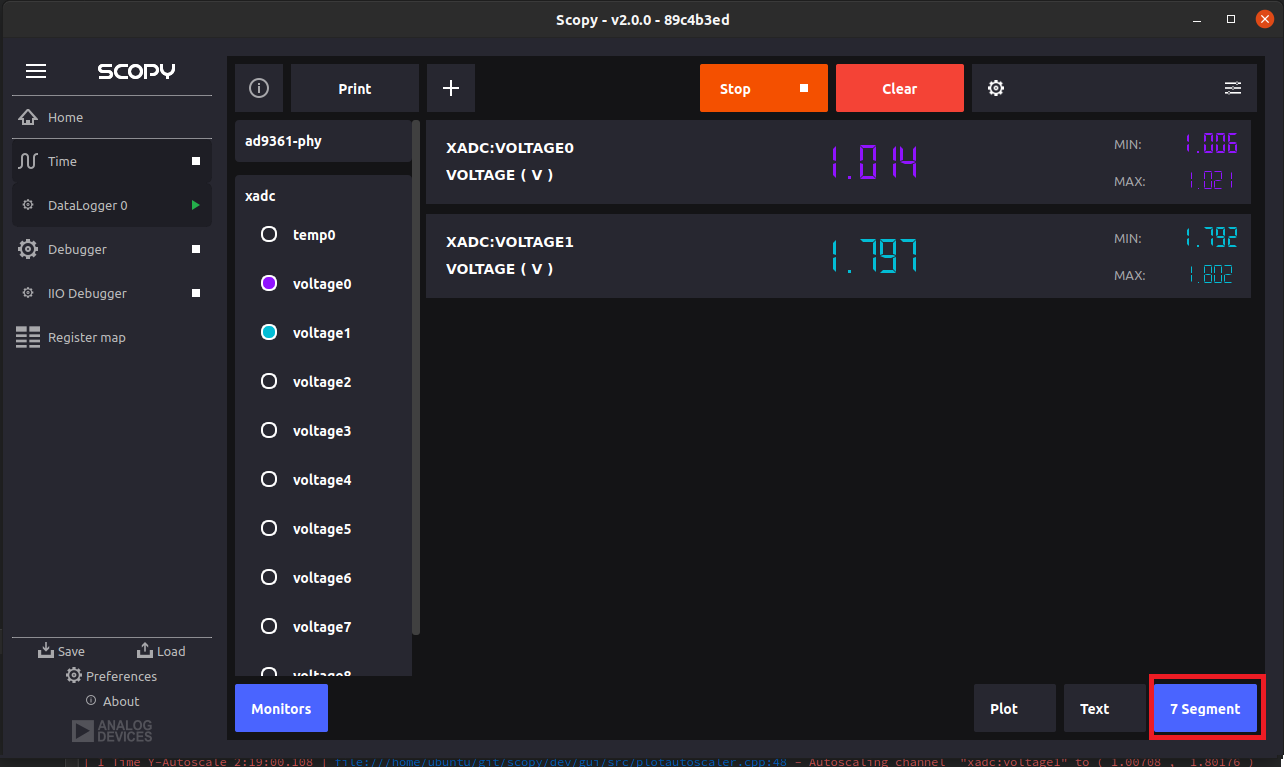 Scopy - v2.0.0 - 89c4b3ed
SCOPY
Home
Time
DataLogger 0
Debugger
IIO Debugger
Register map
Save Load
Preferences
About
ANALOG
DEVICES
Print + Stop Clear
ad9361-phy
xadc
temp0
voltage0
voltage1
voltage2
voltage3
voltage4
voltage5
voltage6
voltage7
voltage8
Monitors
XADC:VOLTAGE0
VOLTAGE ( V )
1.014
MIN: 1.006
MAX: 1.021
XADC:VOLTAGE1
VOLTAGE ( V )
1.797
MIN: 1.792
MAX: 1.802
Plot Text 7 Segment
| 1 Time Y-Autoscale 2:19:00.108 | file:///home/ubuntu/git/scopy/dev/gui/src/plotautoscaler.cpp:48 - Autoscaling channel "xadc:voltage1" to ( 1.00708 , 1.80176 )